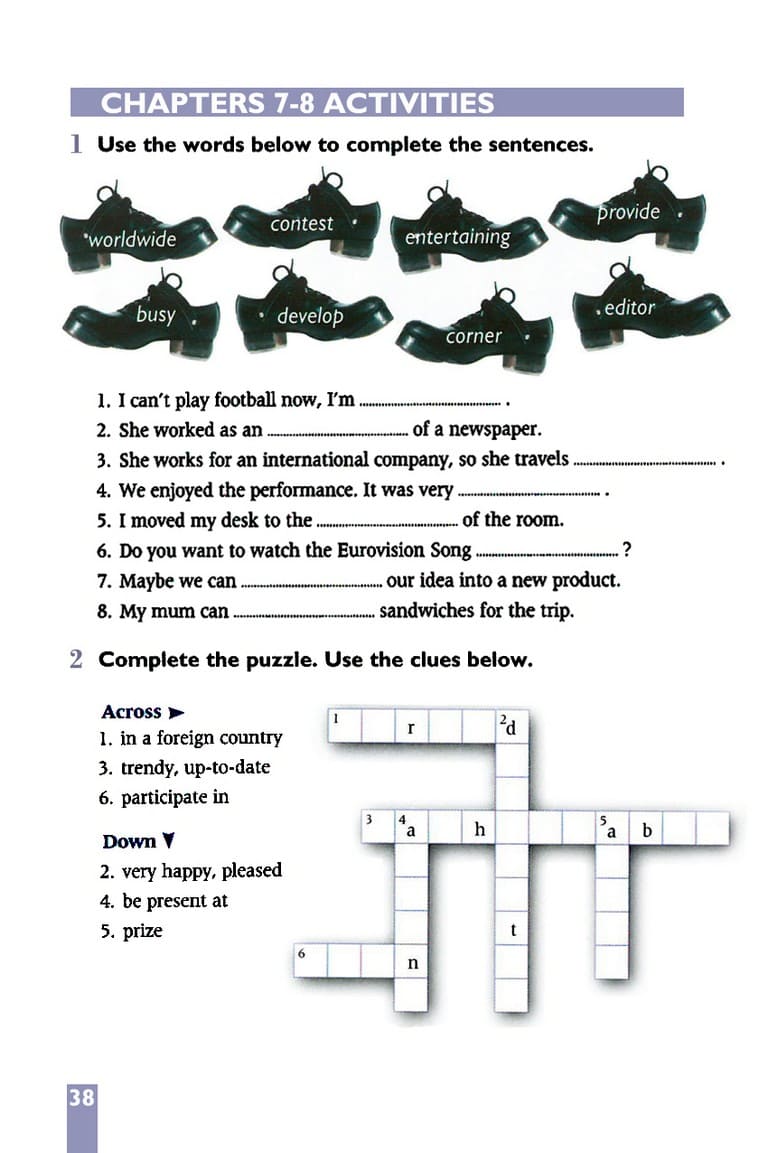 CHAPTERS 7-8 ACTIVITIES
1 Use the words below to complete the sentences.
worldwide
contest
entertaining
provide
busy
develop
corner
editor
1. I can't play football now, I'm ........................................ .
2. She worked as an ........................................ of a newspaper.
3. She works for an international company, so she travels ........................................ .
4. We enjoyed the performance. It was very ........................................ .
5. I moved my desk to the ........................................ of the room.
6. Do you want to watch the Eurovision Song ........................................ ?
7. Maybe we can ........................................ our idea into a new product.
8. My mum can ........................................ sandwiches for the trip.
2 Complete the puzzle. Use the clues below.
Across ➤
1. in a foreign country
3. trendy, up-to-date
6. participate in
Down ▼
2. very happy, pleased
4. be present at
5. prize
1 r 2 d
3 4 a h 5 a b
t
6 n
38